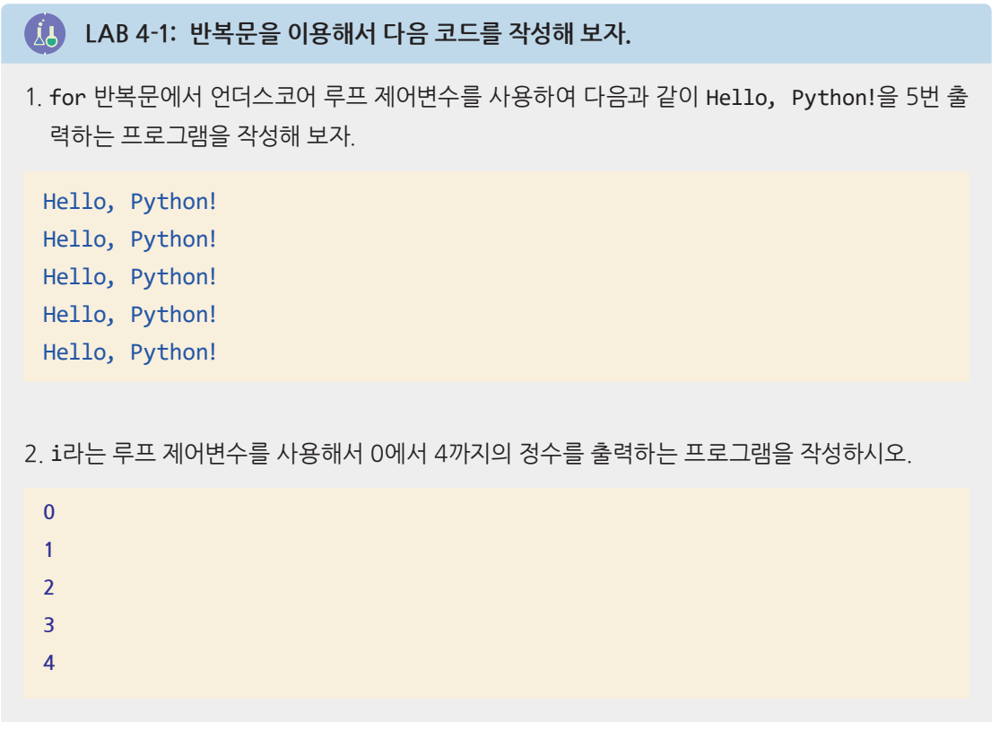 LAB 4-1: 반복문을 이용해서 다음 코드를 작성해 보자.
1. for 반복문에서 언더스코어 루프 제어변수를 사용하여 다음과 같이 Hello, Python!을 5번 출
력하는 프로그램을 작성해 보자.
Hello, Python!
Hello, Python!
Hello, Python!
Hello, Python!
Hello, Python!
2. i라는 루프 제어변수를 사용해서 0에서 4까지의 정수를 출력하는 프로그램을 작성하시오.
0
1
2
3
4